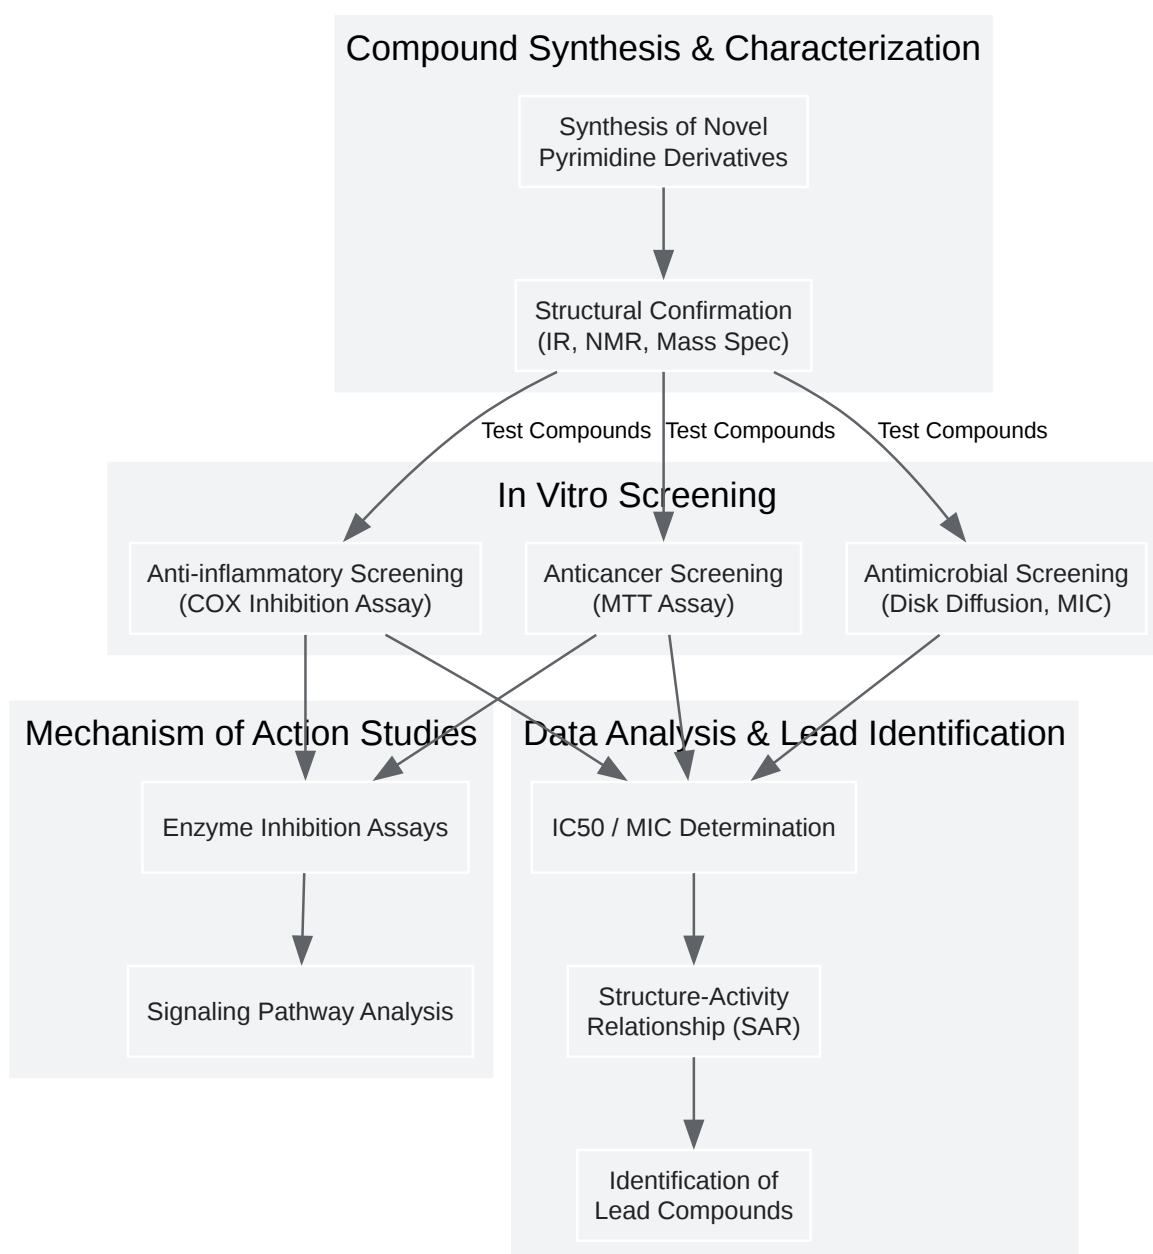 Compound Synthesis & Characterization
Synthesis of Novel
Pyrimidine Derivatives
Structural Confirmation
(IR, NMR, Mass Spec)
Test Compounds
Test Compounds
Test Compounds
In Vitro Screening
Anti-inflammatory Screening
(COX Inhibition Assay)
Anticancer Screening
(MTT Assay)
Antimicrobial Screening
(Disk Diffusion, MIC)
Mechanism of Action Studies
Enzyme Inhibition Assays
Signaling Pathway Analysis
Data Analysis & Lead Identification
IC50 / MIC Determination
Structure-Activity
Relationship (SAR)
Identification of
Lead Compounds